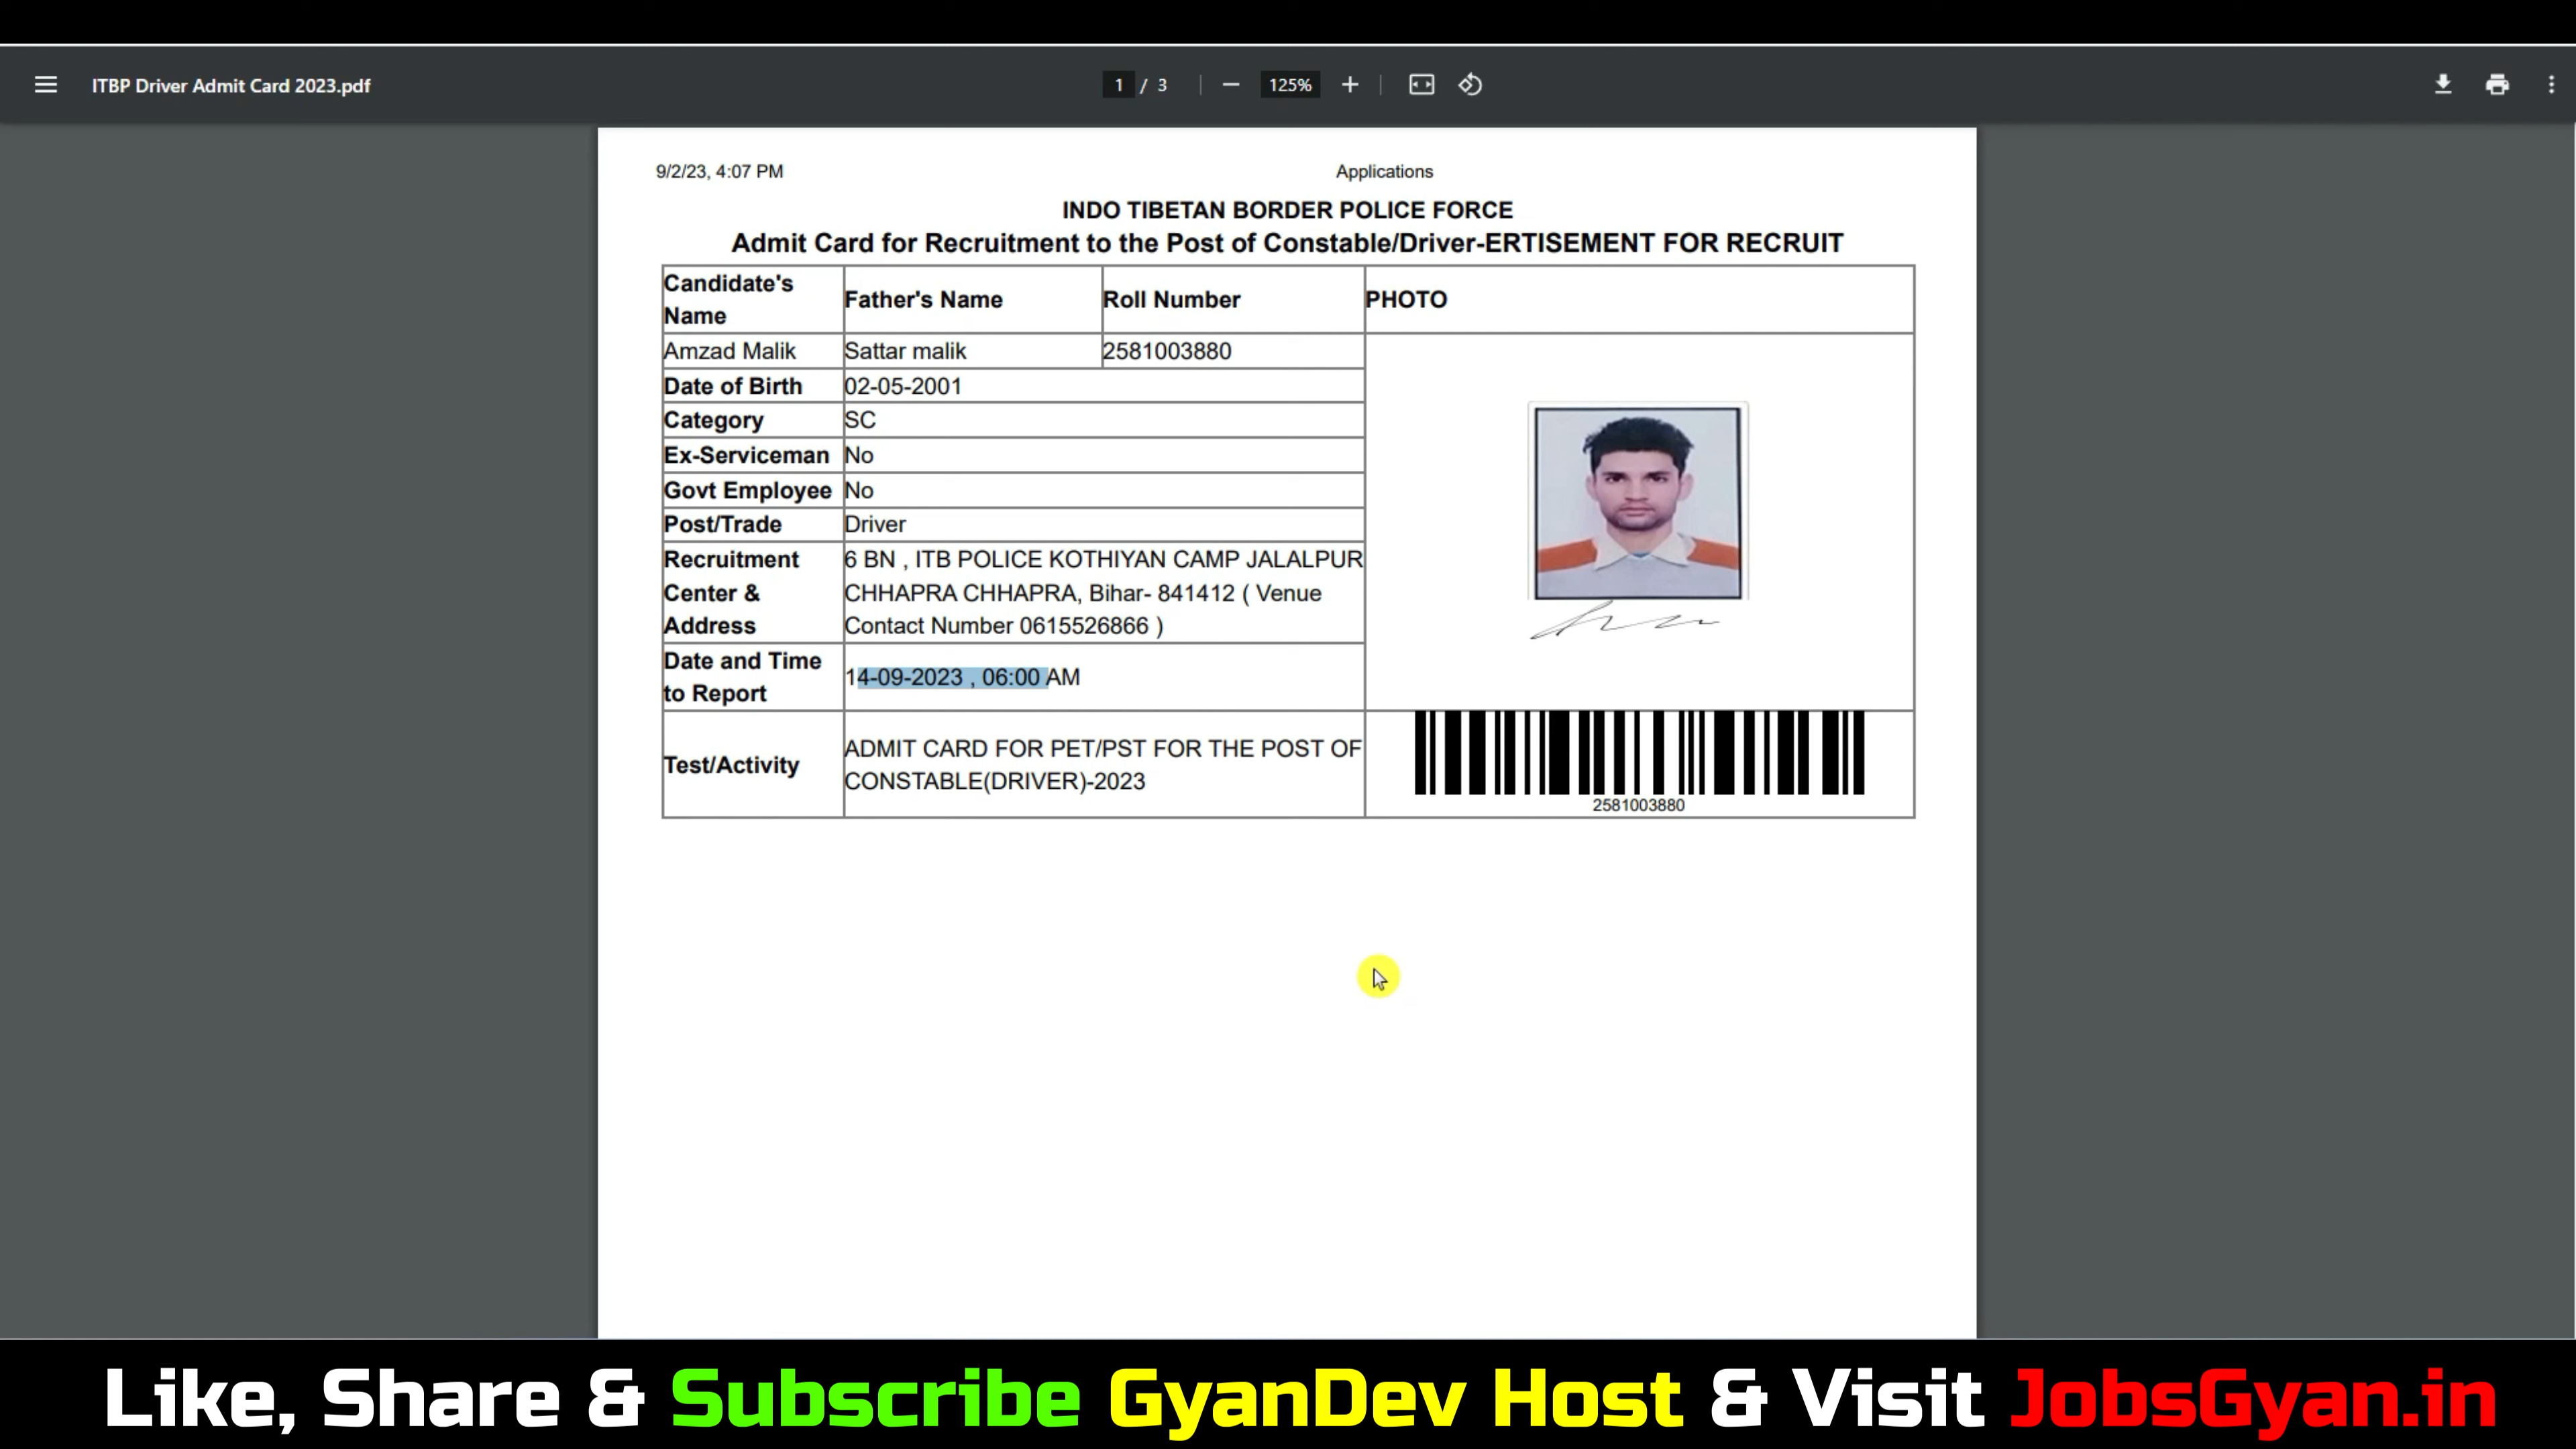 ITBP Driver Admit Card 2023.pdf
1 / 3
125%
9/2/23, 4:07 PM
Applications
INDO TIBETAN BORDER POLICE FORCE
Admit Card for Recruitment to the Post of Constable/Driver-ERTISEMENT FOR RECRUIT
Candidate's
Name
Father's Name
Roll Number
PHOTO
Amzad Malik
Sattar malik
2581003880
Date of Birth
02-05-2001
Category
SC
Ex-Serviceman
No
Govt Employee
No
Post/Trade
Driver
Recruitment
Center &
Address
6 BN , ITB POLICE KOTHIYAN CAMP JALALPUR
CHHAPRA CHHAPRA, Bihar- 841412 ( Venue
Contact Number 0615526866 )
Date and Time
to Report
14-09-2023 , 06:00 AM
Test/Activity
ADMIT CARD FOR PET/PST FOR THE POST OF
CONSTABLE(DRIVER)-2023
2581003880
Like, Share & Subscribe GyanDev Host & Visit JobsGyan.in